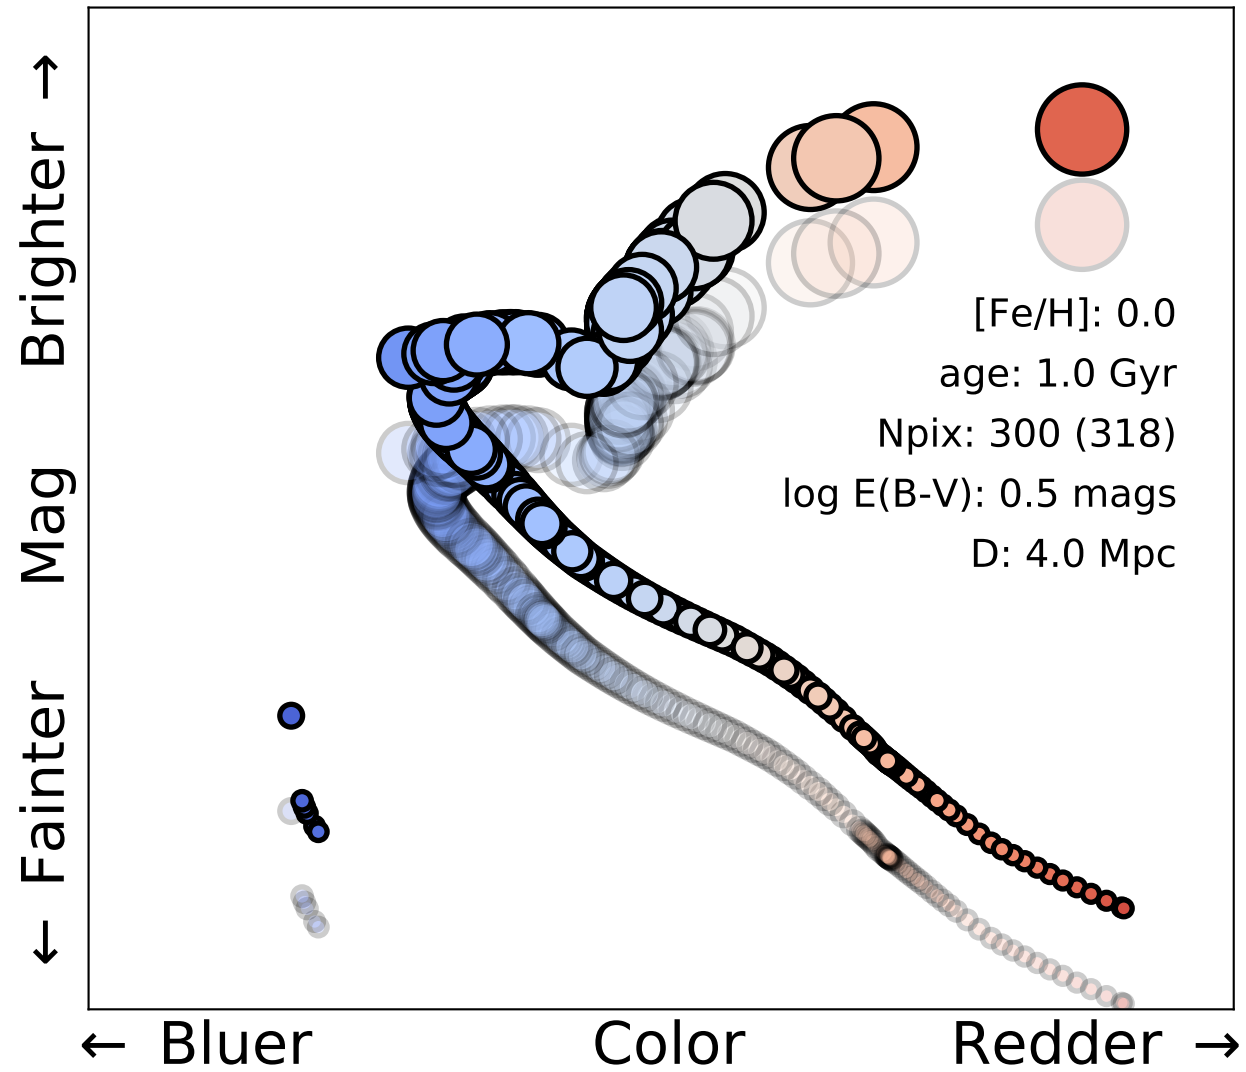 ← Fainter Mag Brighter →
[Fe/H]: 0.0
age: 1.0 Gyr
Npix: 300 (318)
log E(B-V): 0.5 mags
D: 4.0 Mpc
← Bluer Color Redder →